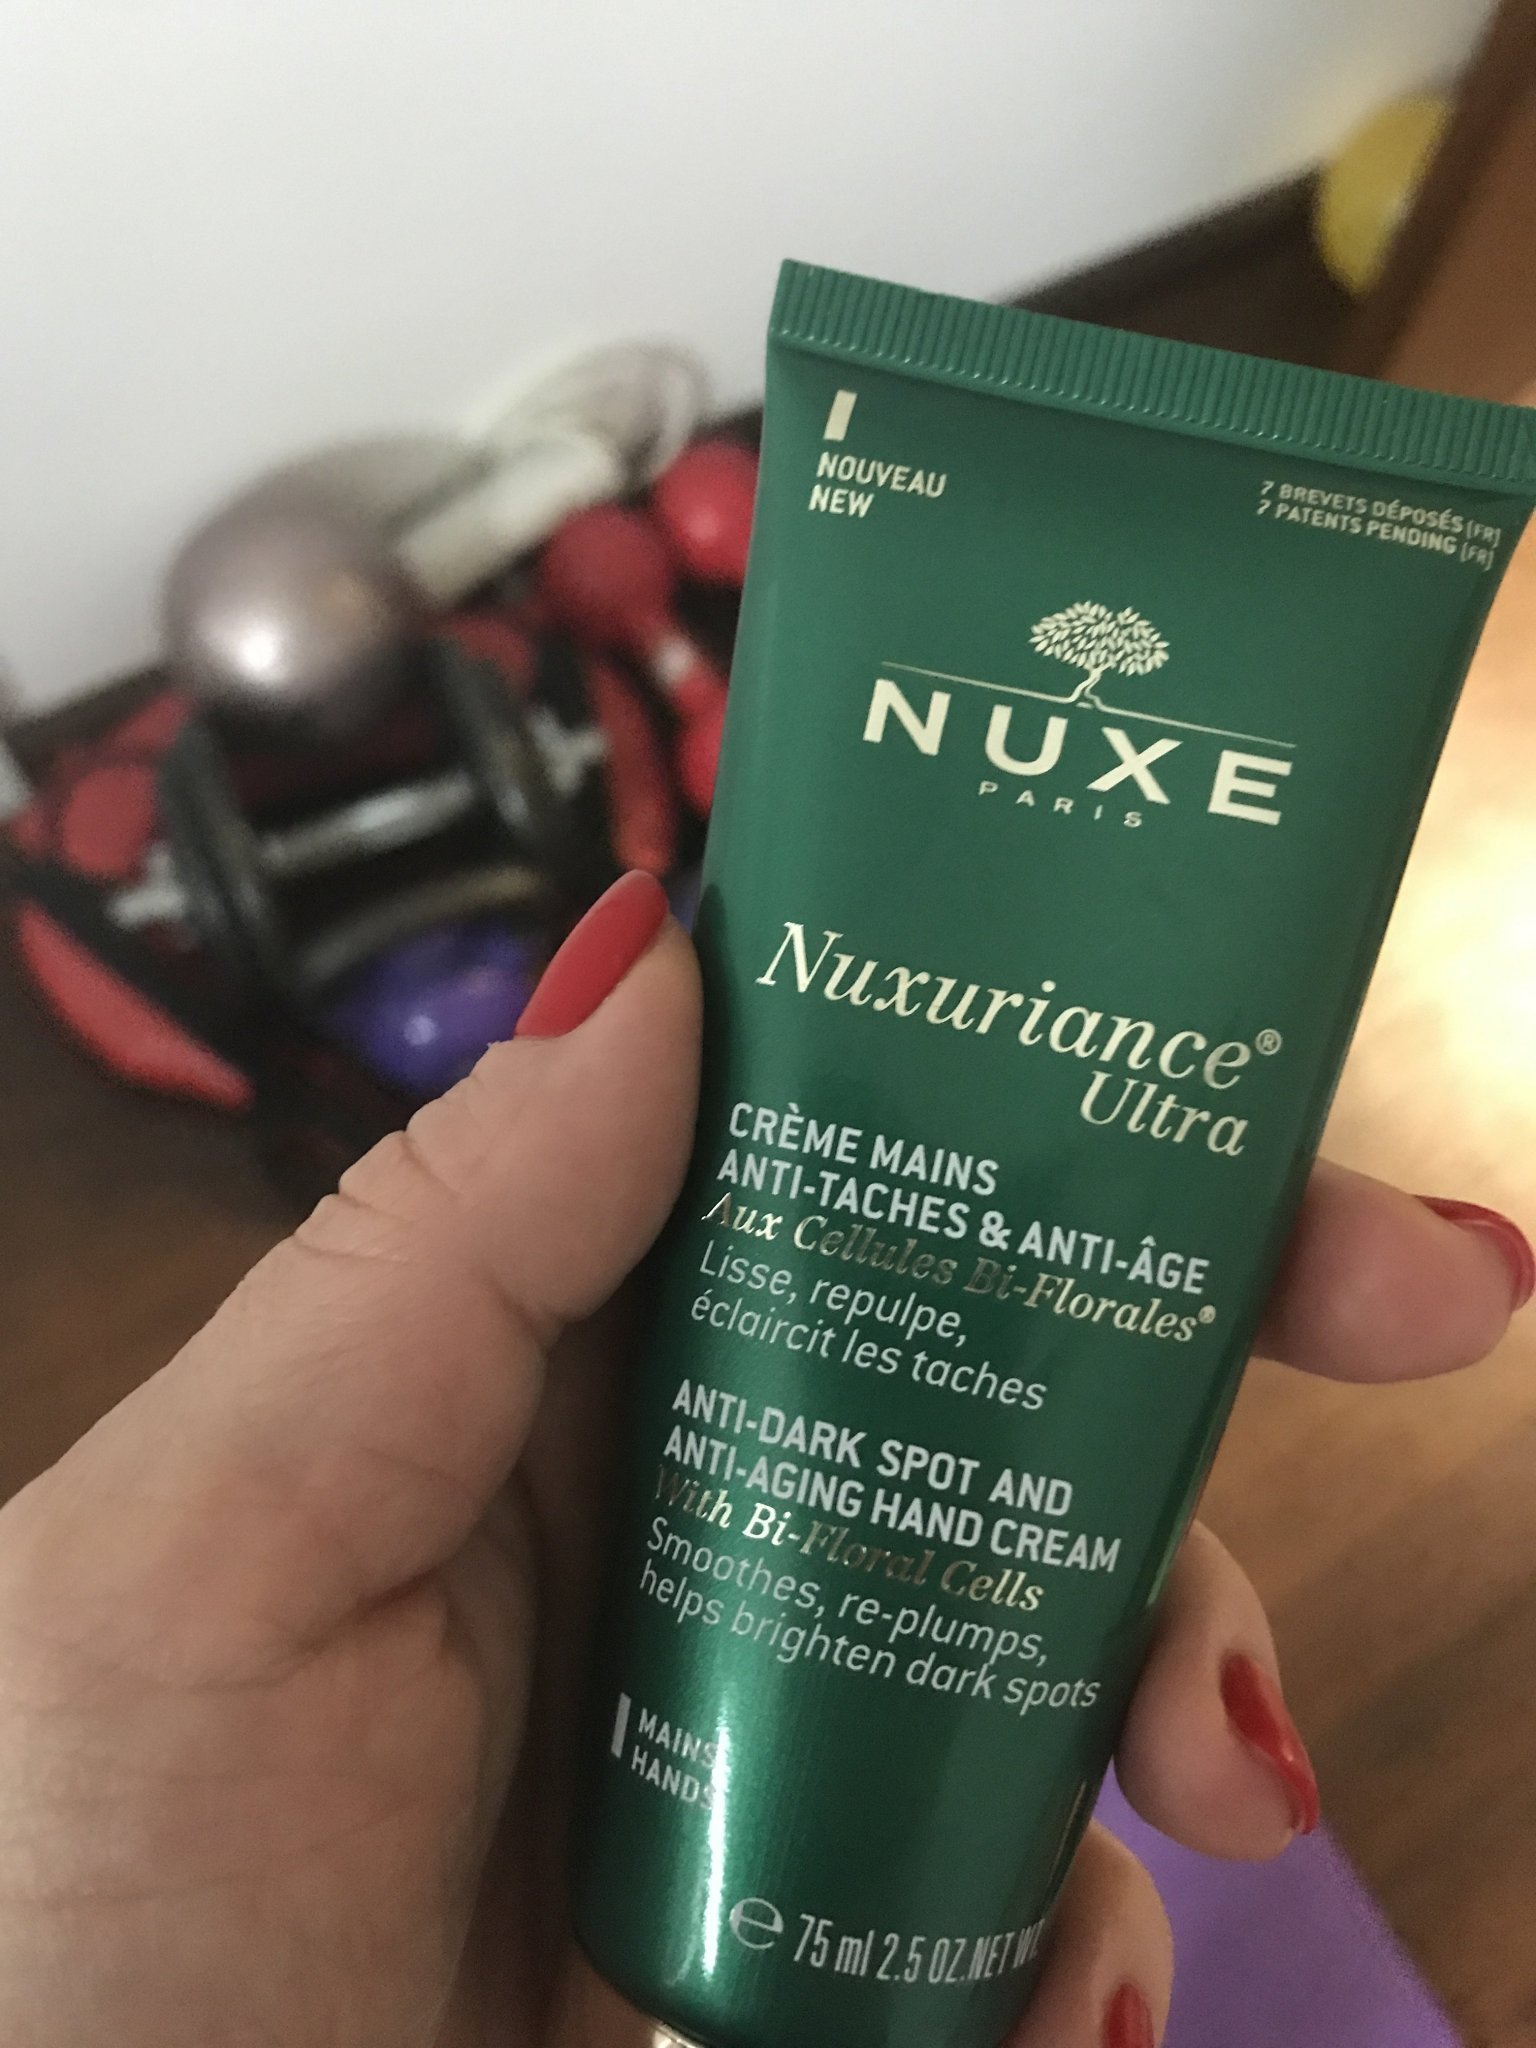 NOUVEAU
NEW
7 BREVETS DÉPOSÉS (FR)
7 PATENTS PENDING (FR)
NUXE
PARIS
Nuxuriance®
Ultra
CRÈME MAINS
ANTI-TACHES & ANTI-ÂGE
Aux Cellules Bi-Florales®
Lisse, repulpe,
éclaircit les taches
ANTI-DARK SPOT AND
ANTI-AGING HAND CREAM
With Bi-Floral Cells
Smoothes, re-plumps,
helps brighten dark spots
MAINS
HANDS
℮ 75 ml 2.5 OZ.NET WT